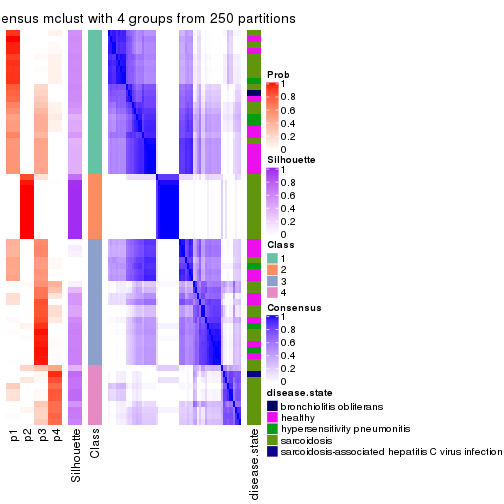 ensus mclust with 4 groups from 250 partitions
Prob
1
0.8
0.6
0.4
0.2
0
Silhouette
1
0.8
0.6
0.4
0.2
0
Class
1
2
3
4
Consensus
1
0.8
0.6
0.4
0.2
0
disease.state
bronchiolitis obliterans
healthy
hypersensitivity pneumonitis
sarcoidosis
sarcoidosis-associated hepatitis C virus infection
p1
p2
p3
p4
Silhouette
Class
disease.state